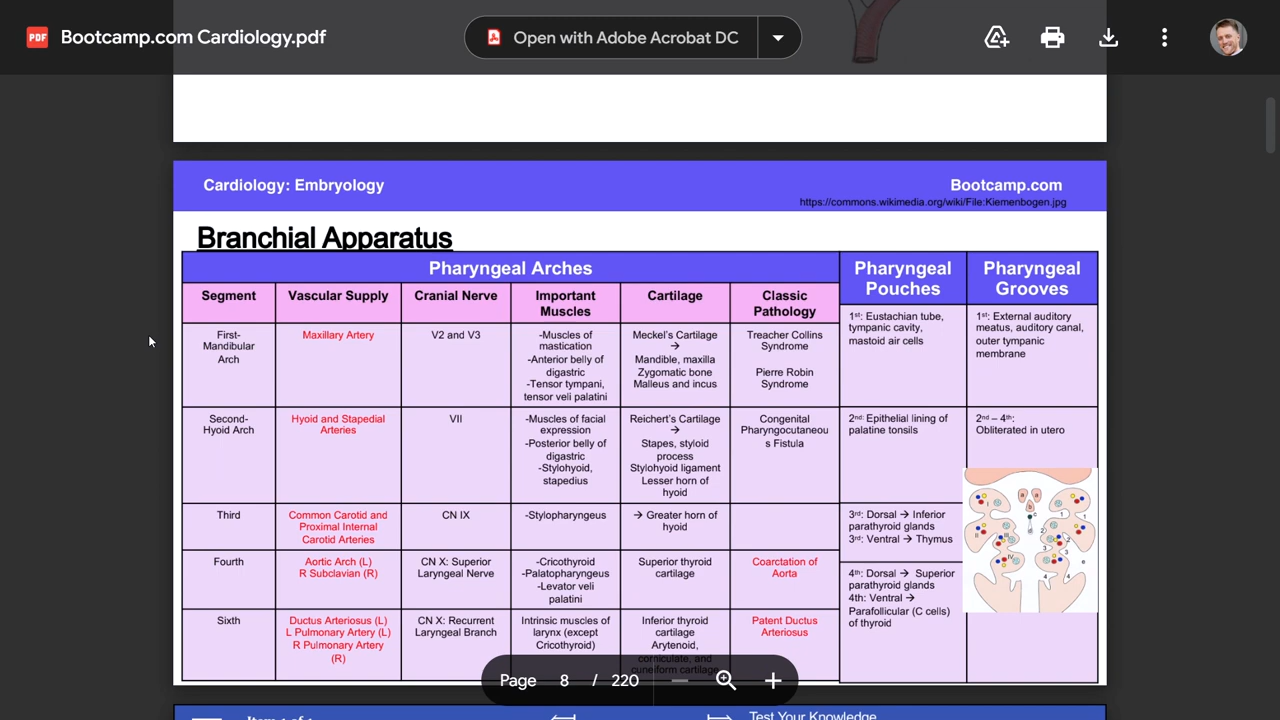 PDF
Bootcamp.com Cardiology.pdf
Open with Adobe Acrobat DC
Cardiology: Embryology
Bootcamp.com
https://commons.wikimedia.org/wiki/File:Kiemenbogen.jpg
Branchial Apparatus
Pharyngeal Arches
Pharyngeal
Pouches
Pharyngeal
Grooves
Segment
Vascular Supply
Cranial Nerve
Important
Muscles
Cartilage
Classic
Pathology
First-
Mandibular
Arch
Maxillary Artery
V2 and V3
-Muscles of
mastication
-Anterior belly of
digastric
-Tensor tympani,
tensor veli palatini
Meckel's Cartilage
→
Mandible, maxilla
Zygomatic bone
Malleus and incus
Treacher Collins
Syndrome
Pierre Robin
Syndrome
1st: Eustachian tube,
tympanic cavity,
mastoid air cells
1st: External auditory
meatus, auditory canal,
outer tympanic
membrane
Second-
Hyoid Arch
Hyoid and Stapedial
Arteries
VII
-Muscles of facial
expression
-Posterior belly of
digastric
-Stylohyoid,
stapedius
Reichert's Cartilage
→
Stapes, styloid
process
Stylohyoid ligament
Lesser horn of
hyoid
Congenital
Pharyngocutaneou
s Fistula
2nd: Epithelial lining of
palatine tonsils
2nd – 4th:
Obliterated in utero
Third
Common Carotid and
Proximal Internal
Carotid Arteries
CN IX
-Stylopharyngeus
→ Greater horn of
hyoid
3rd: Dorsal → Inferior
parathyroid glands
3rd: Ventral → Thymus
Fourth
Aortic Arch (L)
R Subclavian (R)
CN X: Superior
Laryngeal Nerve
-Cricothyroid
-Palatopharyngeus
-Levator veli
palatini
Superior thyroid
cartilage
Coarctation of
Aorta
4th: Dorsal → Superior
parathyroid glands
4th: Ventral →
Parafollicular (C cells)
of thyroid
Sixth
Ductus Arteriosus (L)
L Pulmonary Artery (L)
R Pulmonary Artery
(R)
CN X: Recurrent
Laryngeal Branch
Intrinsic muscles of
larynx (except
Cricothyroid)
Inferior thyroid
cartilage
Arytenoid,
corniculate, and
cuneiform cartilage
Patent Ductus
Arteriosus
Page 8 / 220
Test Your Knowledge